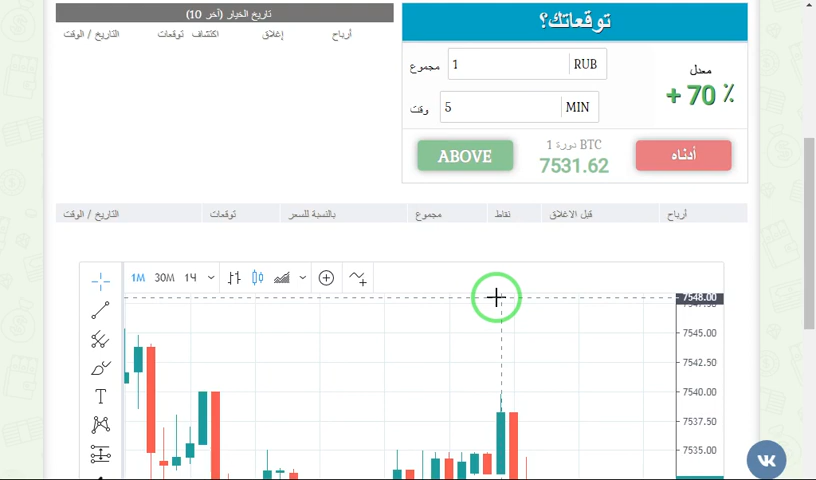 تاريخ الخيار (آخر 10)
التاريخ / الوقت توقعات اكتشاف إغلاق أرباح
توقعاتك؟
مجموع 1 RUB
وقت 5 MIN
معدل
+ 70 %
ABOVE
1 دورة BTC
7531.62
أدناه
التاريخ / الوقت توقعات بالنسبة للسعر مجموع نقاط قبل الاغلاق أرباح
1M 30M 1Ч
7548.00
7545.00
7542.50
7540.00
7537.50
7535.00